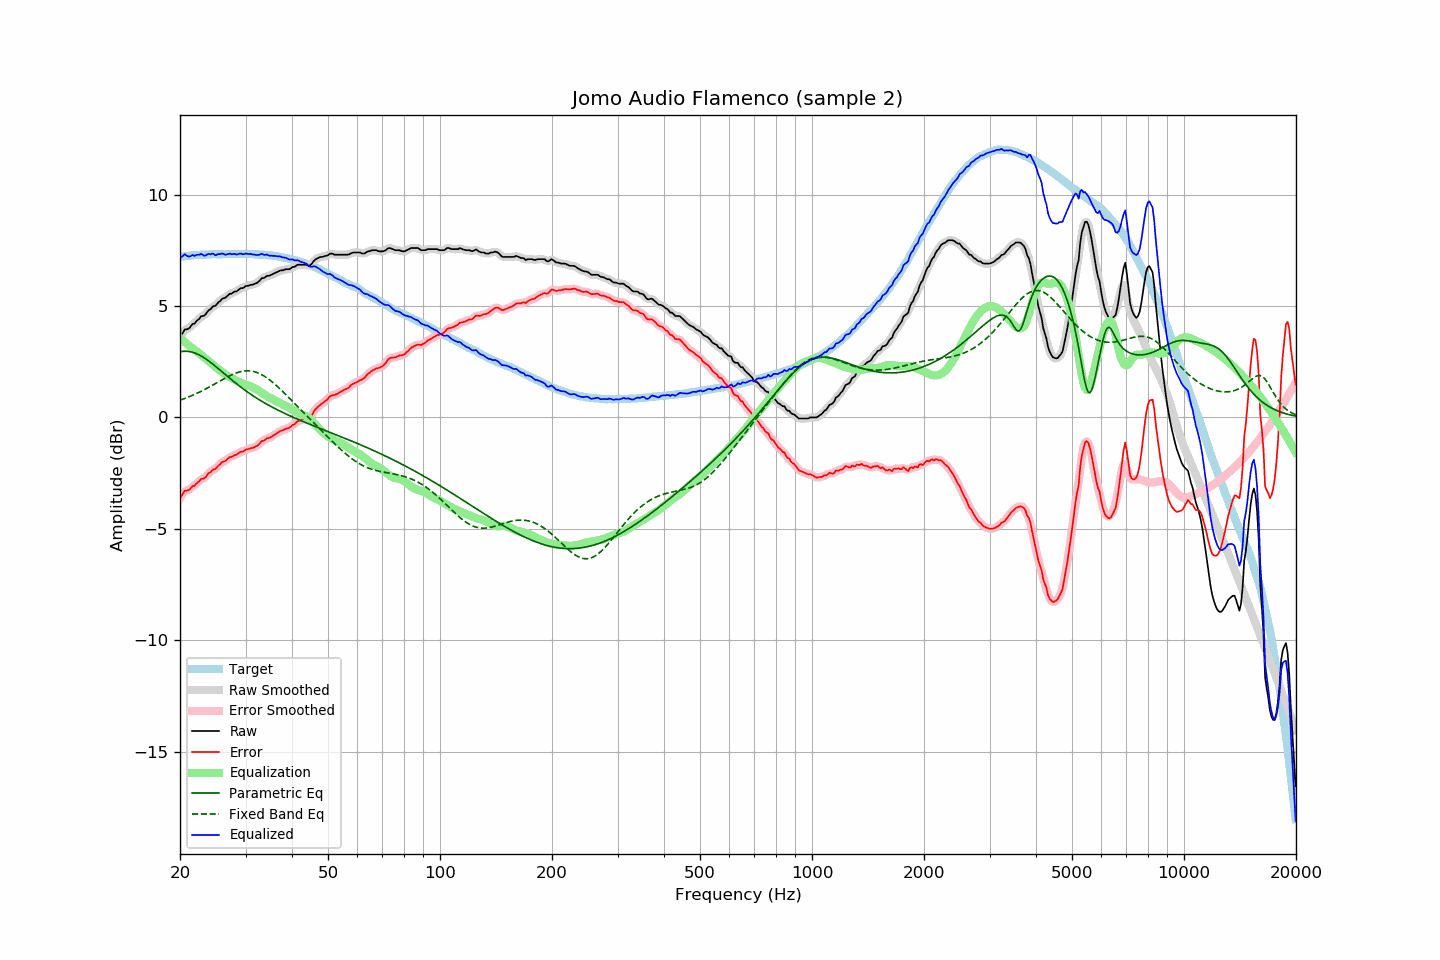 Jomo Audio Flamenco (sample 2)
Amplitude (dBr)
10
5
0
−5
−10
−15
Target
Raw Smoothed
Error Smoothed
Raw
Error
Equalization
Parametric Eq
Fixed Band Eq
Equalized
20 50 100 200 500 1000 2000 5000 10000 20000
Frequency (Hz)